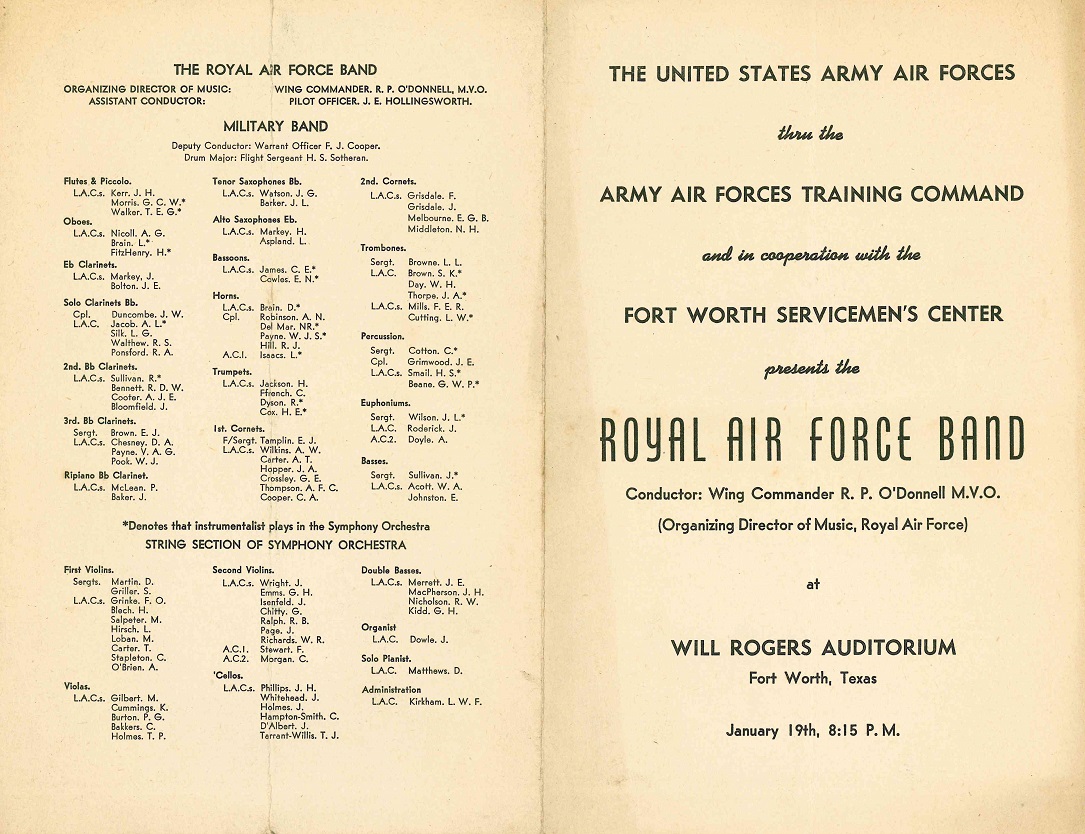 THE ROYAL AIR FORCE BAND
ORGANIZING DIRECTOR OF MUSIC: WING COMMANDER. R. P. O'DONNELL, M.V.O.
ASSISTANT CONDUCTOR: PILOT OFFICER. J. E. HOLLINGSWORTH.
MILITARY BAND
Deputy Conductor: Warrant Officer F. J. Cooper.
Drum Major: Flight Sergeant H. S. Sotheran.
Flutes & Piccolo.
L.A.C.s. Kerr. J. H.
Morris. G. C. W.*
Walker. T. E. G.*
Oboes.
L.A.C.s. Nicoll. A. G.
Brain. L.*
FitzHenry. H.*
Eb Clarinets.
L.A.C.s. Markey, J.
Bolton. J. E.
Solo Clarinets Bb.
Cpl. Duncombe. J. W.
L.A.C. Jacob. A. L.*
Silk. L. G.
Walthew. R. S.
Ponsford. R. A.
2nd. Bb Clarinets.
L.A.C.s. Sullivan. R.*
Bennett. R. D. W.
Cooter. A. J. E.
Bloomfield. J.
3rd. Bb Clarinets.
Sergt. Brown. E. J.
L.A.C.s. Chesney. D. A.
Payne. V. A. G.
Pook. W. J.
Ripiano Bb Clarinet.
L.A.C.s. McLean. P.
Baker. J.
Tenor Saxophones Bb.
L.A.C.s. Watson. J. G.
Barker. J. L.
Alto Saxophones Eb.
L.A.C.s. Markey. H.
Aspland. L.
Bassoons.
L.A.C.s. James. C. E.*
Cowles. E. N.*
Horns.
L.A.C.s. Brain. D.*
Cpl. Robinson. A. N.
Del Mar. NR.*
Payne. W. J. S.*
Hill. R. J.
A.C.I. Isaacs. L.*
Trumpets.
L.A.C.s. Jackson. H.
Ffrench. C.
Dyson. R.*
Cox. H. E.*
1st. Cornets.
F/Sergt. Tamplin. E. J.
L.A.C.s. Wilkins. A. W.
Carter. A. T.
Hopper. J. A.
Crossley. G. E.
Thompson. A. F. C.
Cooper. C. A.
2nd. Cornets.
L.A.C.s. Grisdale. F.
Grisdale. J.
Melbourne. E. G. B.
Middleton. N. H.
Trombones.
Sergt. Browne. L. L.
L.A.C. Brown. S. K.*
Day. W. H.
Thorpe. J. A.*
L.A.C.s. Mills. F. E. R.
Cutting. L. W.*
Percussion.
Sergt. Cotton. C.*
Cpl. Grimwood. J. E.
L.A.C.s. Smail. H. S.*
Beane. G. W. P.*
Euphoniums.
Sergt. Wilson. J. L.*
L.A.C. Roderick. J.
A.C.2. Doyle. A.
Basses.
Sergt. Sullivan. J.*
L.A.C.s. Acott. W. A.
Johnston. E.
*Denotes that instrumentalist plays in the Symphony Orchestra
STRING SECTION OF SYMPHONY ORCHESTRA
First Violins.
Sergts. Martin. D.
Griller. S.
L.A.C.s. Grinke. F. O.
Blech. H.
Salpeter. M.
Hirsch. L.
Loban. M.
Carter. T.
Stapleton. C.
O'Brien. A.
Violas.
L.A.C.s. Gilbert. M.
Cummings. K.
Burton. P. G.
Bakkers. C.
Holmes. T. P.
Second Violins.
L.A.C.s. Wright. J.
Emms. G. H.
Isenfeld. J.
Chitty. G.
Ralph. R. B.
Page. J.
Richards. W. R.
A.C.1. Stewart. F.
A.C.2. Morgan. C.
'Cellos.
L.A.C.s. Phillips. J. H.
Whitehead. J.
Holmes. J.
Hampton-Smith. C.
D'Albert. J.
Tarrant-Willis. T. J.
Double Basses.
L.A.C.s. Merrett. J. E.
MacPherson. J. H.
Nicholson. R. W.
Kidd. G. H.
Organist
L.A.C. Dowle. J.
Solo Pianist.
L.A.C. Matthews. D.
Administration
L.A.C. Kirkham. L. W. F.
THE UNITED STATES ARMY AIR FORCES
thru the
ARMY AIR FORCES TRAINING COMMAND
and in cooperation with the
FORT WORTH SERVICEMEN'S CENTER
presents the
ROYAL AIR FORCE BAND
Conductor: Wing Commander R. P. O'Donnell M.V.O.
(Organizing Director of Music, Royal Air Force)
at
WILL ROGERS AUDITORIUM
Fort Worth, Texas
January 19th, 8:15 P. M.